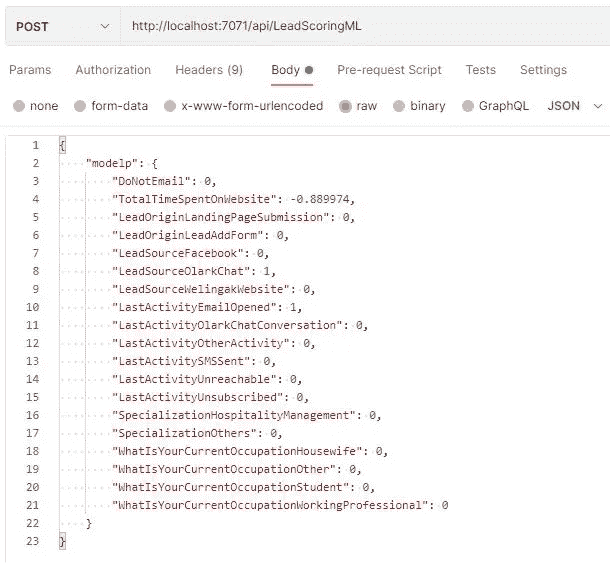 POST http://localhost:7071/api/LeadScoringML
Params Authorization Headers (9) Body Pre-request Script Tests Settings
none form-data x-www-form-urlencoded raw binary GraphQL JSON
1 {
2 "modelp": {
3 "DoNotEmail": 0,
4 "TotalTimeSpentOnWebsite": -0.889974,
5 "LeadOriginLandingPageSubmission": 0,
6 "LeadOriginLeadAddForm": 0,
7 "LeadSourceFacebook": 0,
8 "LeadSourceOlarkChat": 1,
9 "LeadSourceWelingakWebsite": 0,
10 "LastActivityEmailOpened": 1,
11 "LastActivityOlarkChatConversation": 0,
12 "LastActivityOtherActivity": 0,
13 "LastActivitySMSSent": 0,
14 "LastActivityUnreachable": 0,
15 "LastActivityUnsubscribed": 0,
16 "SpecializationHospitalityManagement": 0,
17 "SpecializationOthers": 0,
18 "WhatIsYourCurrentOccupationHousewife": 0,
19 "WhatIsYourCurrentOccupationOther": 0,
20 "WhatIsYourCurrentOccupationStudent": 0,
21 "WhatIsYourCurrentOccupationWorkingProfessional": 0
22 }
23 }